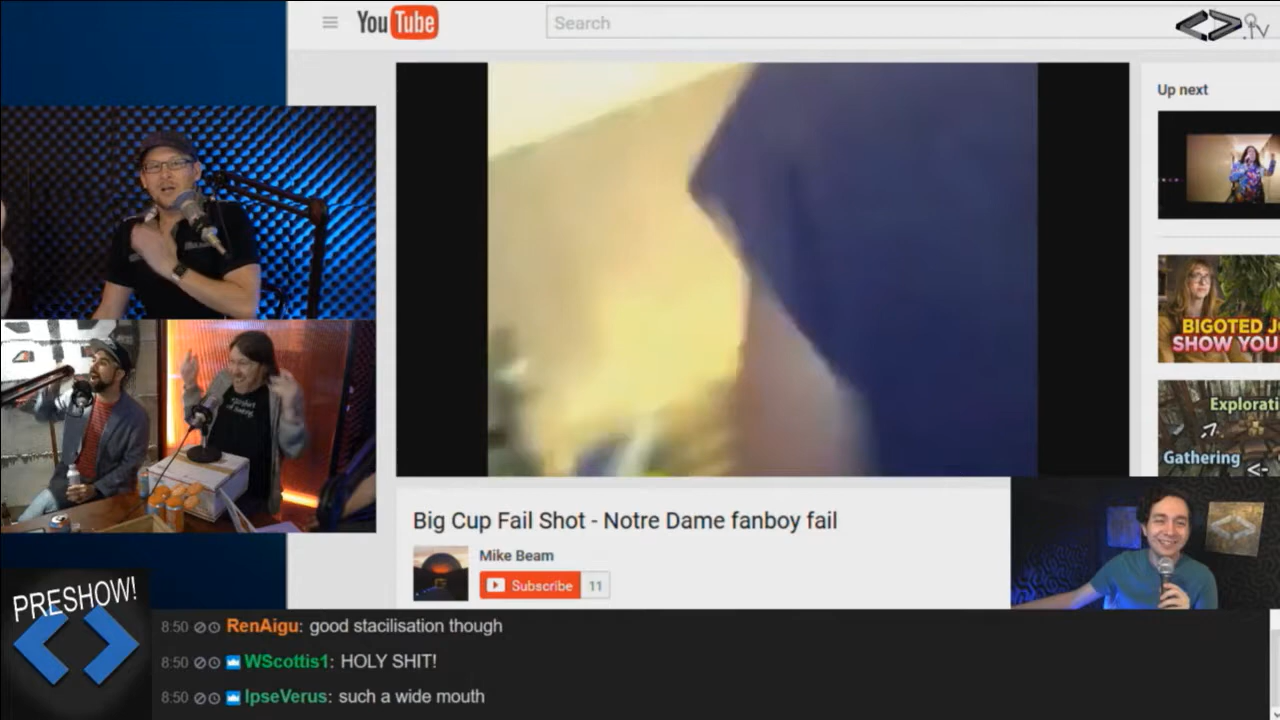 YouTube
Search
.tv
Up next
BIGOTED J
SHOW YOU
Explorati
Gathering
Big Cup Fail Shot - Notre Dame fanboy fail
Mike Beam
Subscribe 11
PRESHOW!
8:50 RenAigu: good stacilisation though
8:50 WScottis1: HOLY SHIT!
8:50 IpseVerus: such a wide mouth